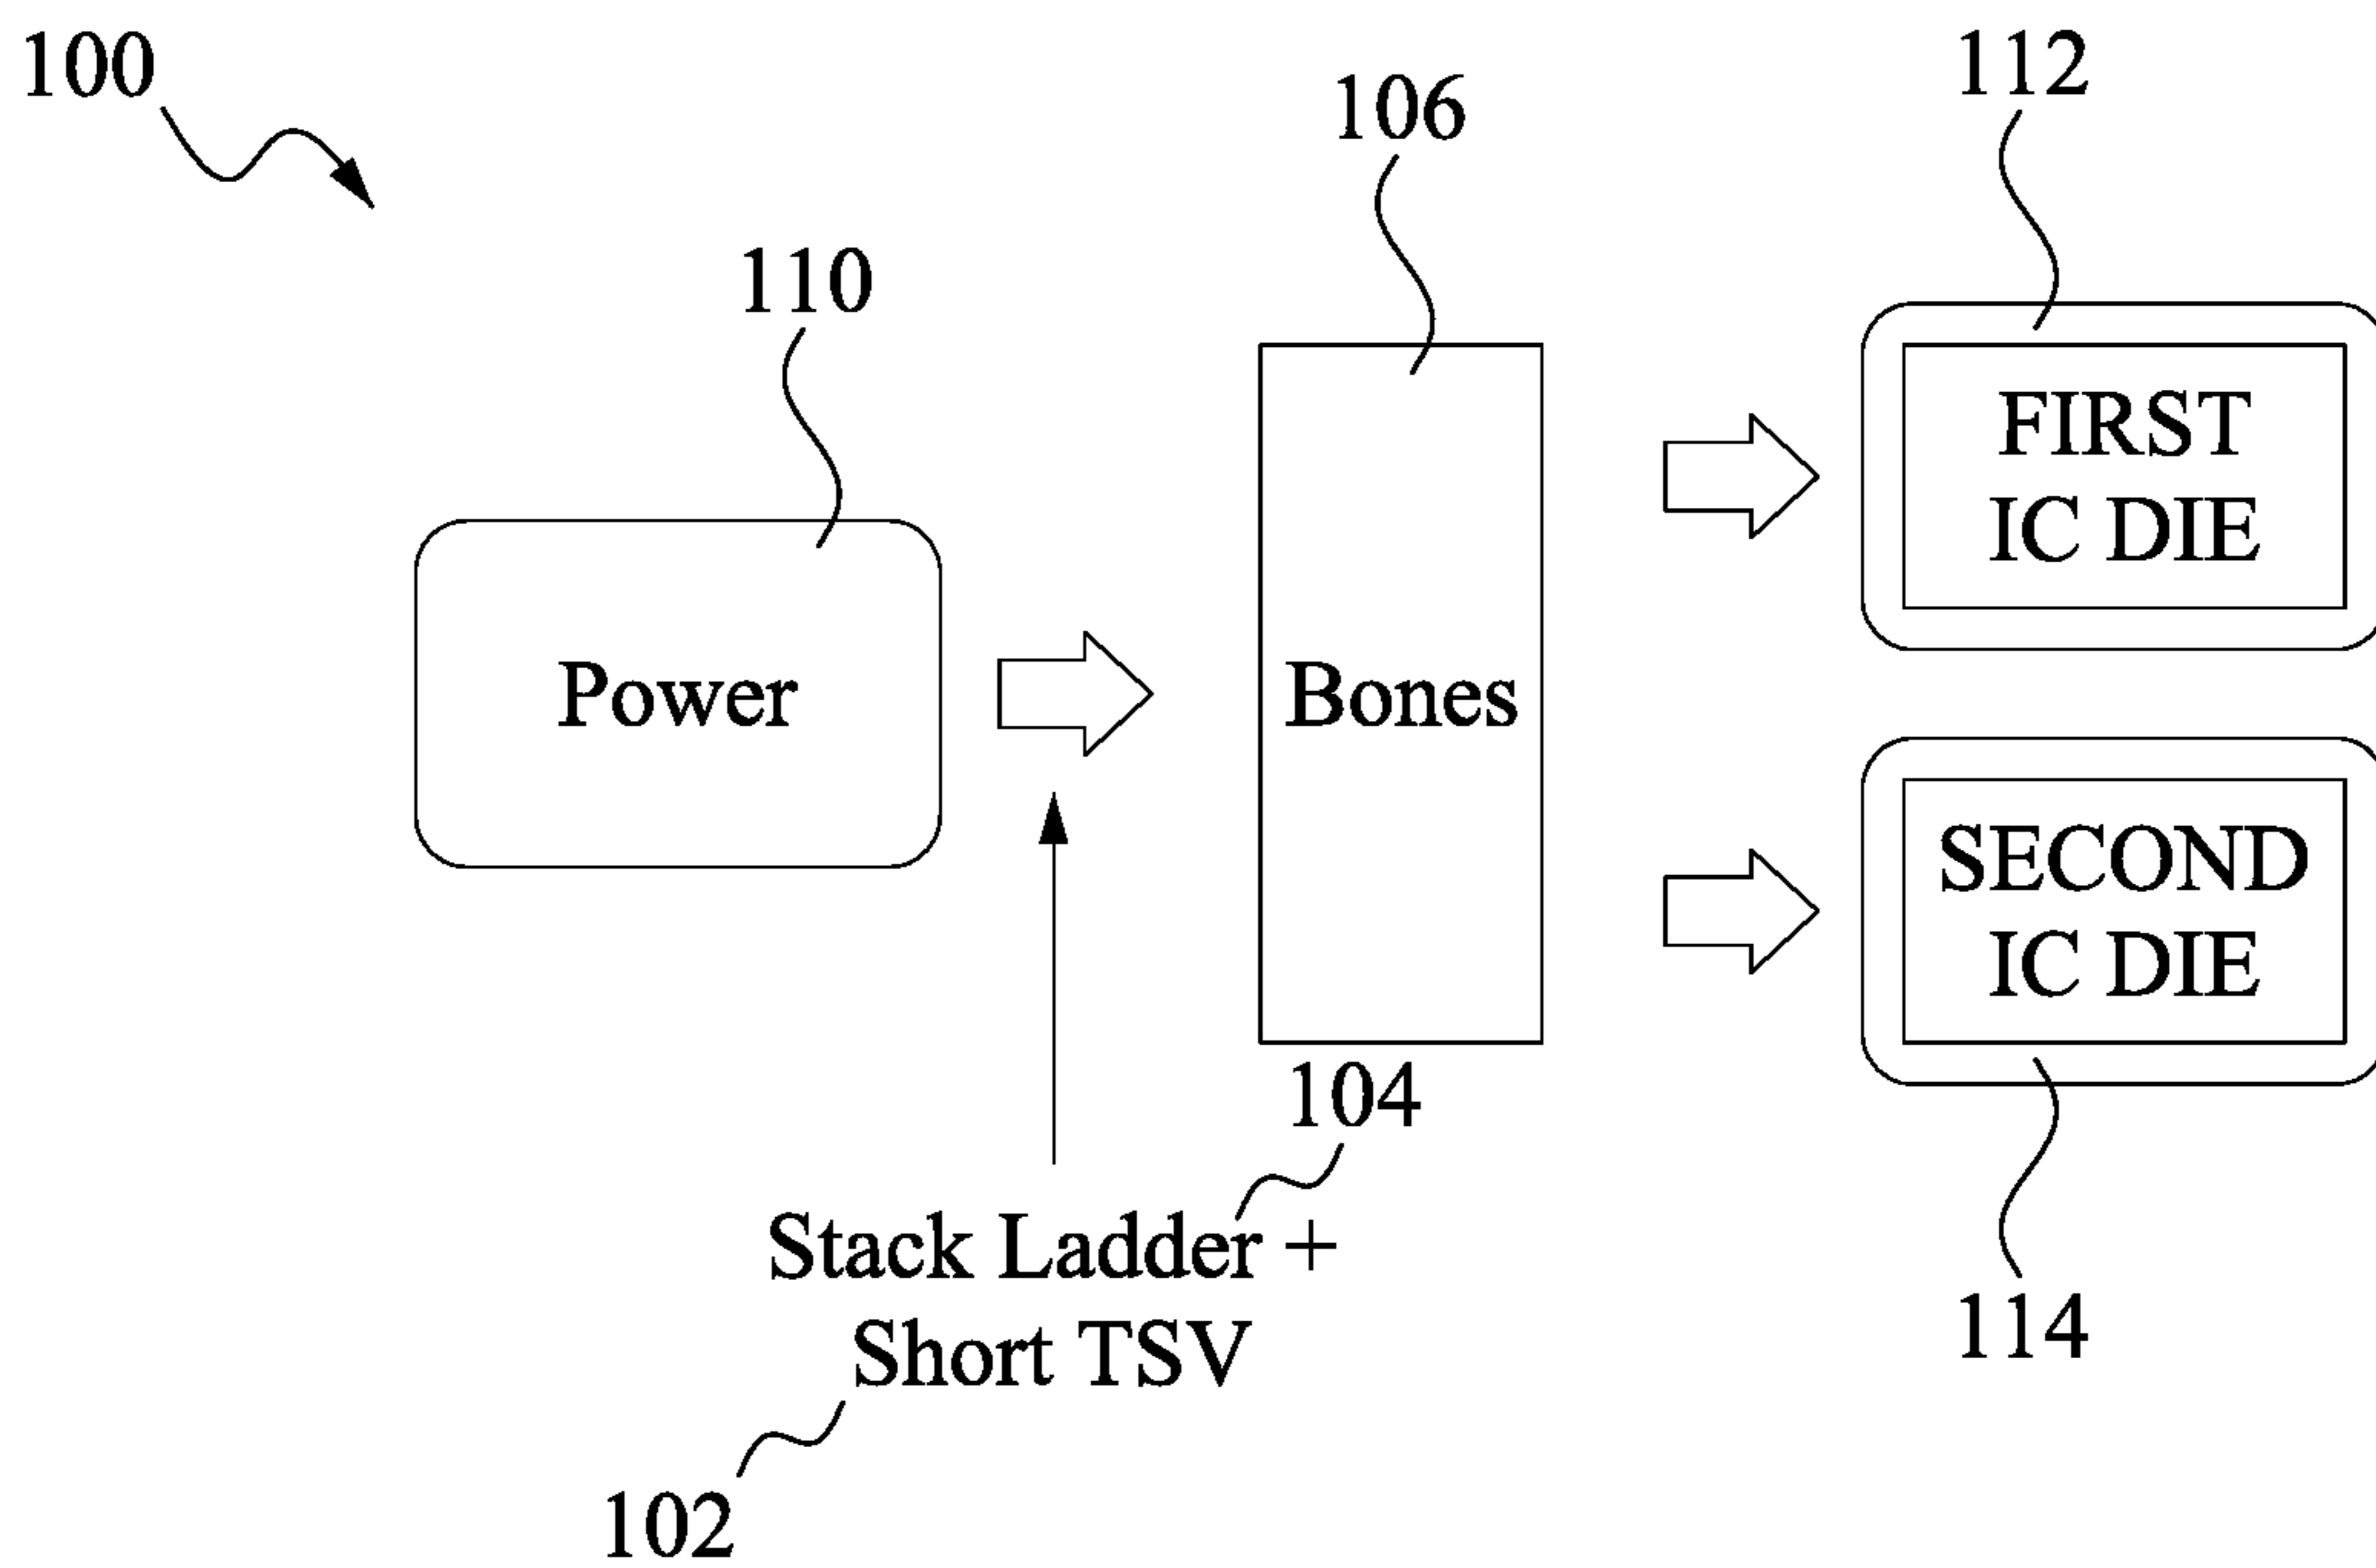 100
112
106
110
FIRST
IC DIE
Power
Bones
SECOND
IC DIE
104
Stack Ladder +
Short TSV
114
102